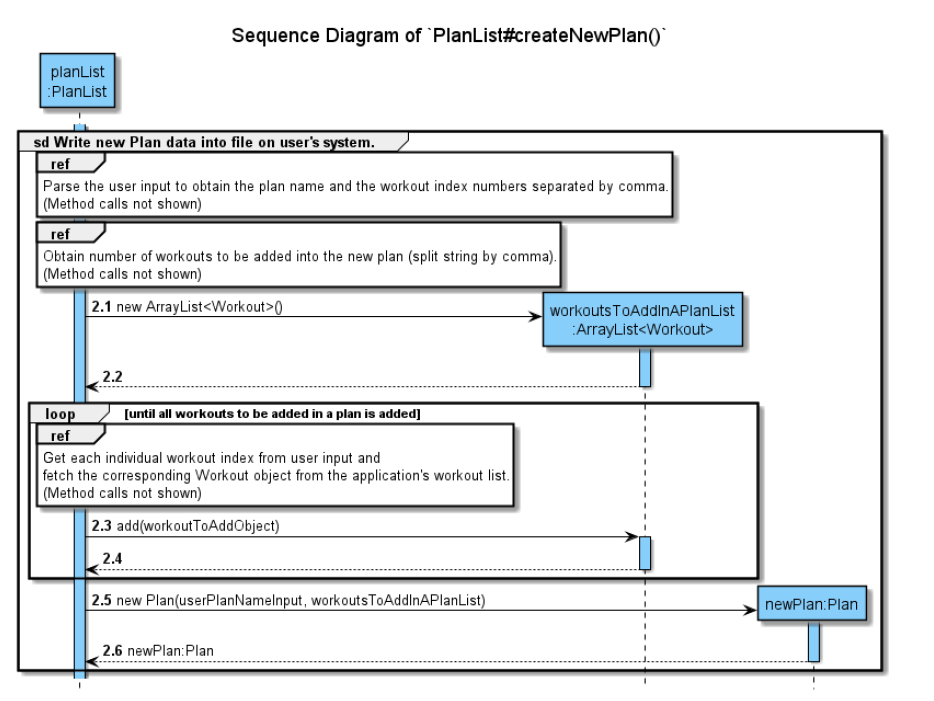 Sequence Diagram of `PlanList#createNewPlan()`
planList
:PlanList
sd Write new Plan data into file on user's system.
ref
Parse the user input to obtain the plan name and the workout index numbers separated by comma.
(Method calls not shown)
ref
Obtain number of workouts to be added into the new plan (split string by comma).
(Method calls not shown)
2.1 new ArrayList<Workout>()
workoutsToAddInAPlanList
:ArrayList<Workout>
2.2
loop [until all workouts to be added in a plan is added]
ref
Get each individual workout index from user input and
fetch the corresponding Workout object from the application's workout list.
(Method calls not shown)
2.3 add(workoutToAddObject)
2.4
2.5 new Plan(userPlanNameInput, workoutsToAddInAPlanList)
newPlan:Plan
2.6 newPlan:Plan